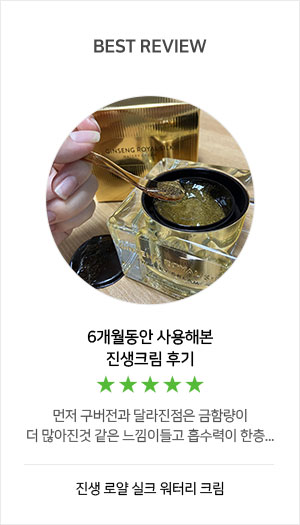 BEST REVIEW
GINSENG ROYAL SILK
6개월동안 사용해본
진생크림 후기
★★★★★
먼저 구버전과 달라진점은 금함량이
더 많아진것 같은 느낌이들고 흡수력이 한층...
진생 로얄 실크 워터리 크림